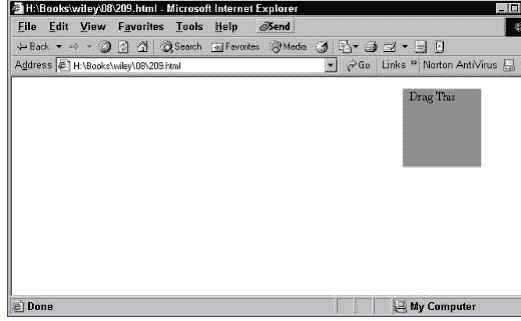 H:\Books\wiley\08\209.html - Microsoft Internet Explorer
File Edit View Favorites Tools Help Send
Back Search Favorites Media
Address H:\Books\wiley\08\209.html Go Links » Norton AntiVirus
Drag This
Done My Computer